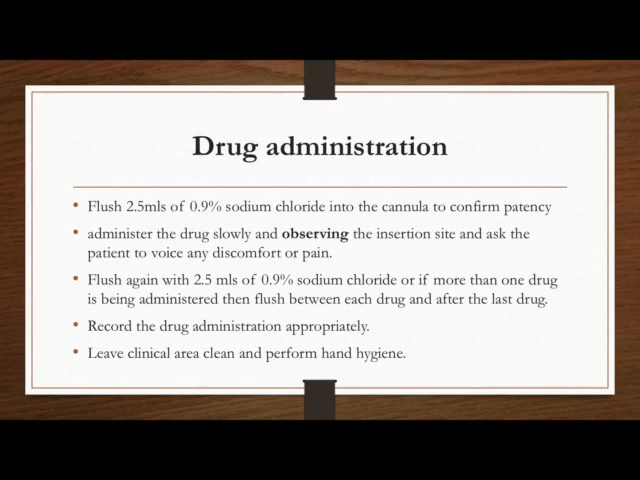 Drug administration
• Flush 2.5mls of 0.9% sodium chloride into the cannula to confirm patency
• administer the drug slowly and observing the insertion site and ask the
patient to voice any discomfort or pain.
• Flush again with 2.5 mls of 0.9% sodium chloride or if more than one drug
is being administered then flush between each drug and after the last drug.
• Record the drug administration appropriately.
• Leave clinical area clean and perform hand hygiene.